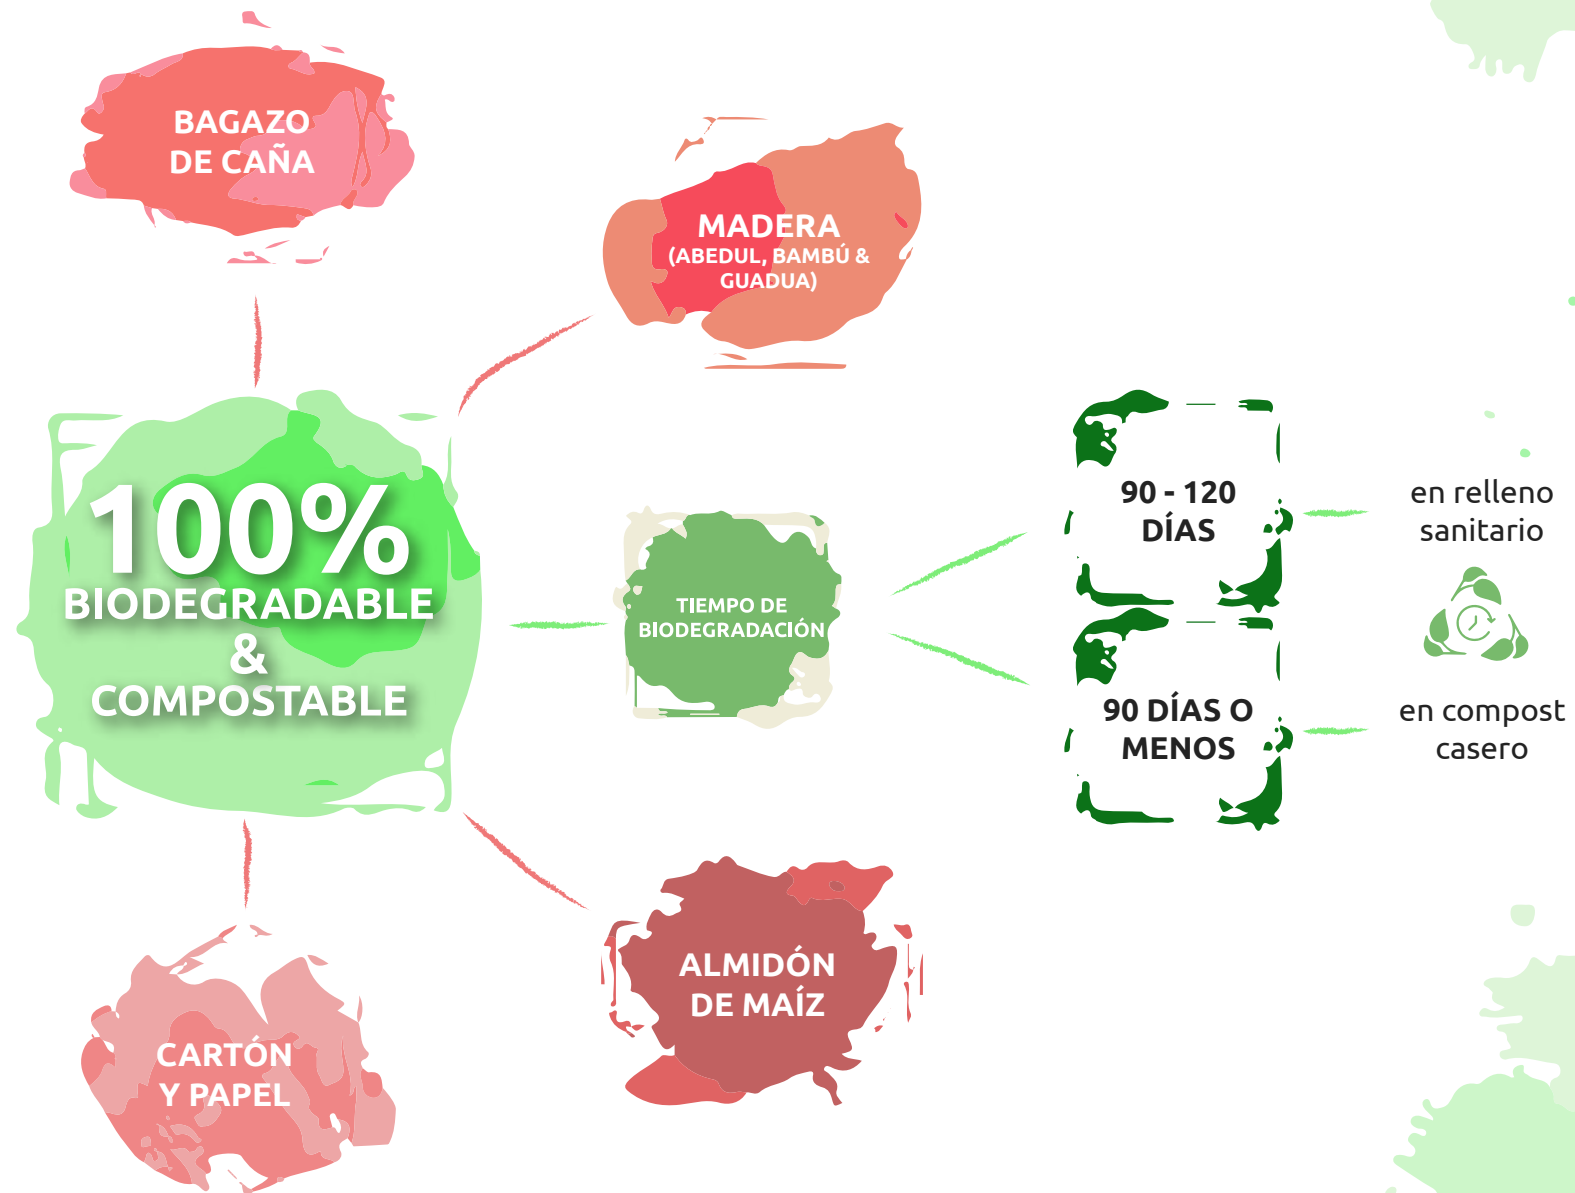 BAGAZO
DE CAÑA
MADERA
(ABEDUL, BAMBÚ &
GUADUA)
100%
BIODEGRADABLE
&
COMPOSTABLE
TIEMPO DE
BIODEGRADACIÓN
90 - 120
DÍAS
en relleno
sanitario
90 DÍAS O
MENOS
en compost
casero
ALMIDÓN
DE MAÍZ
CARTÓN
Y PAPEL